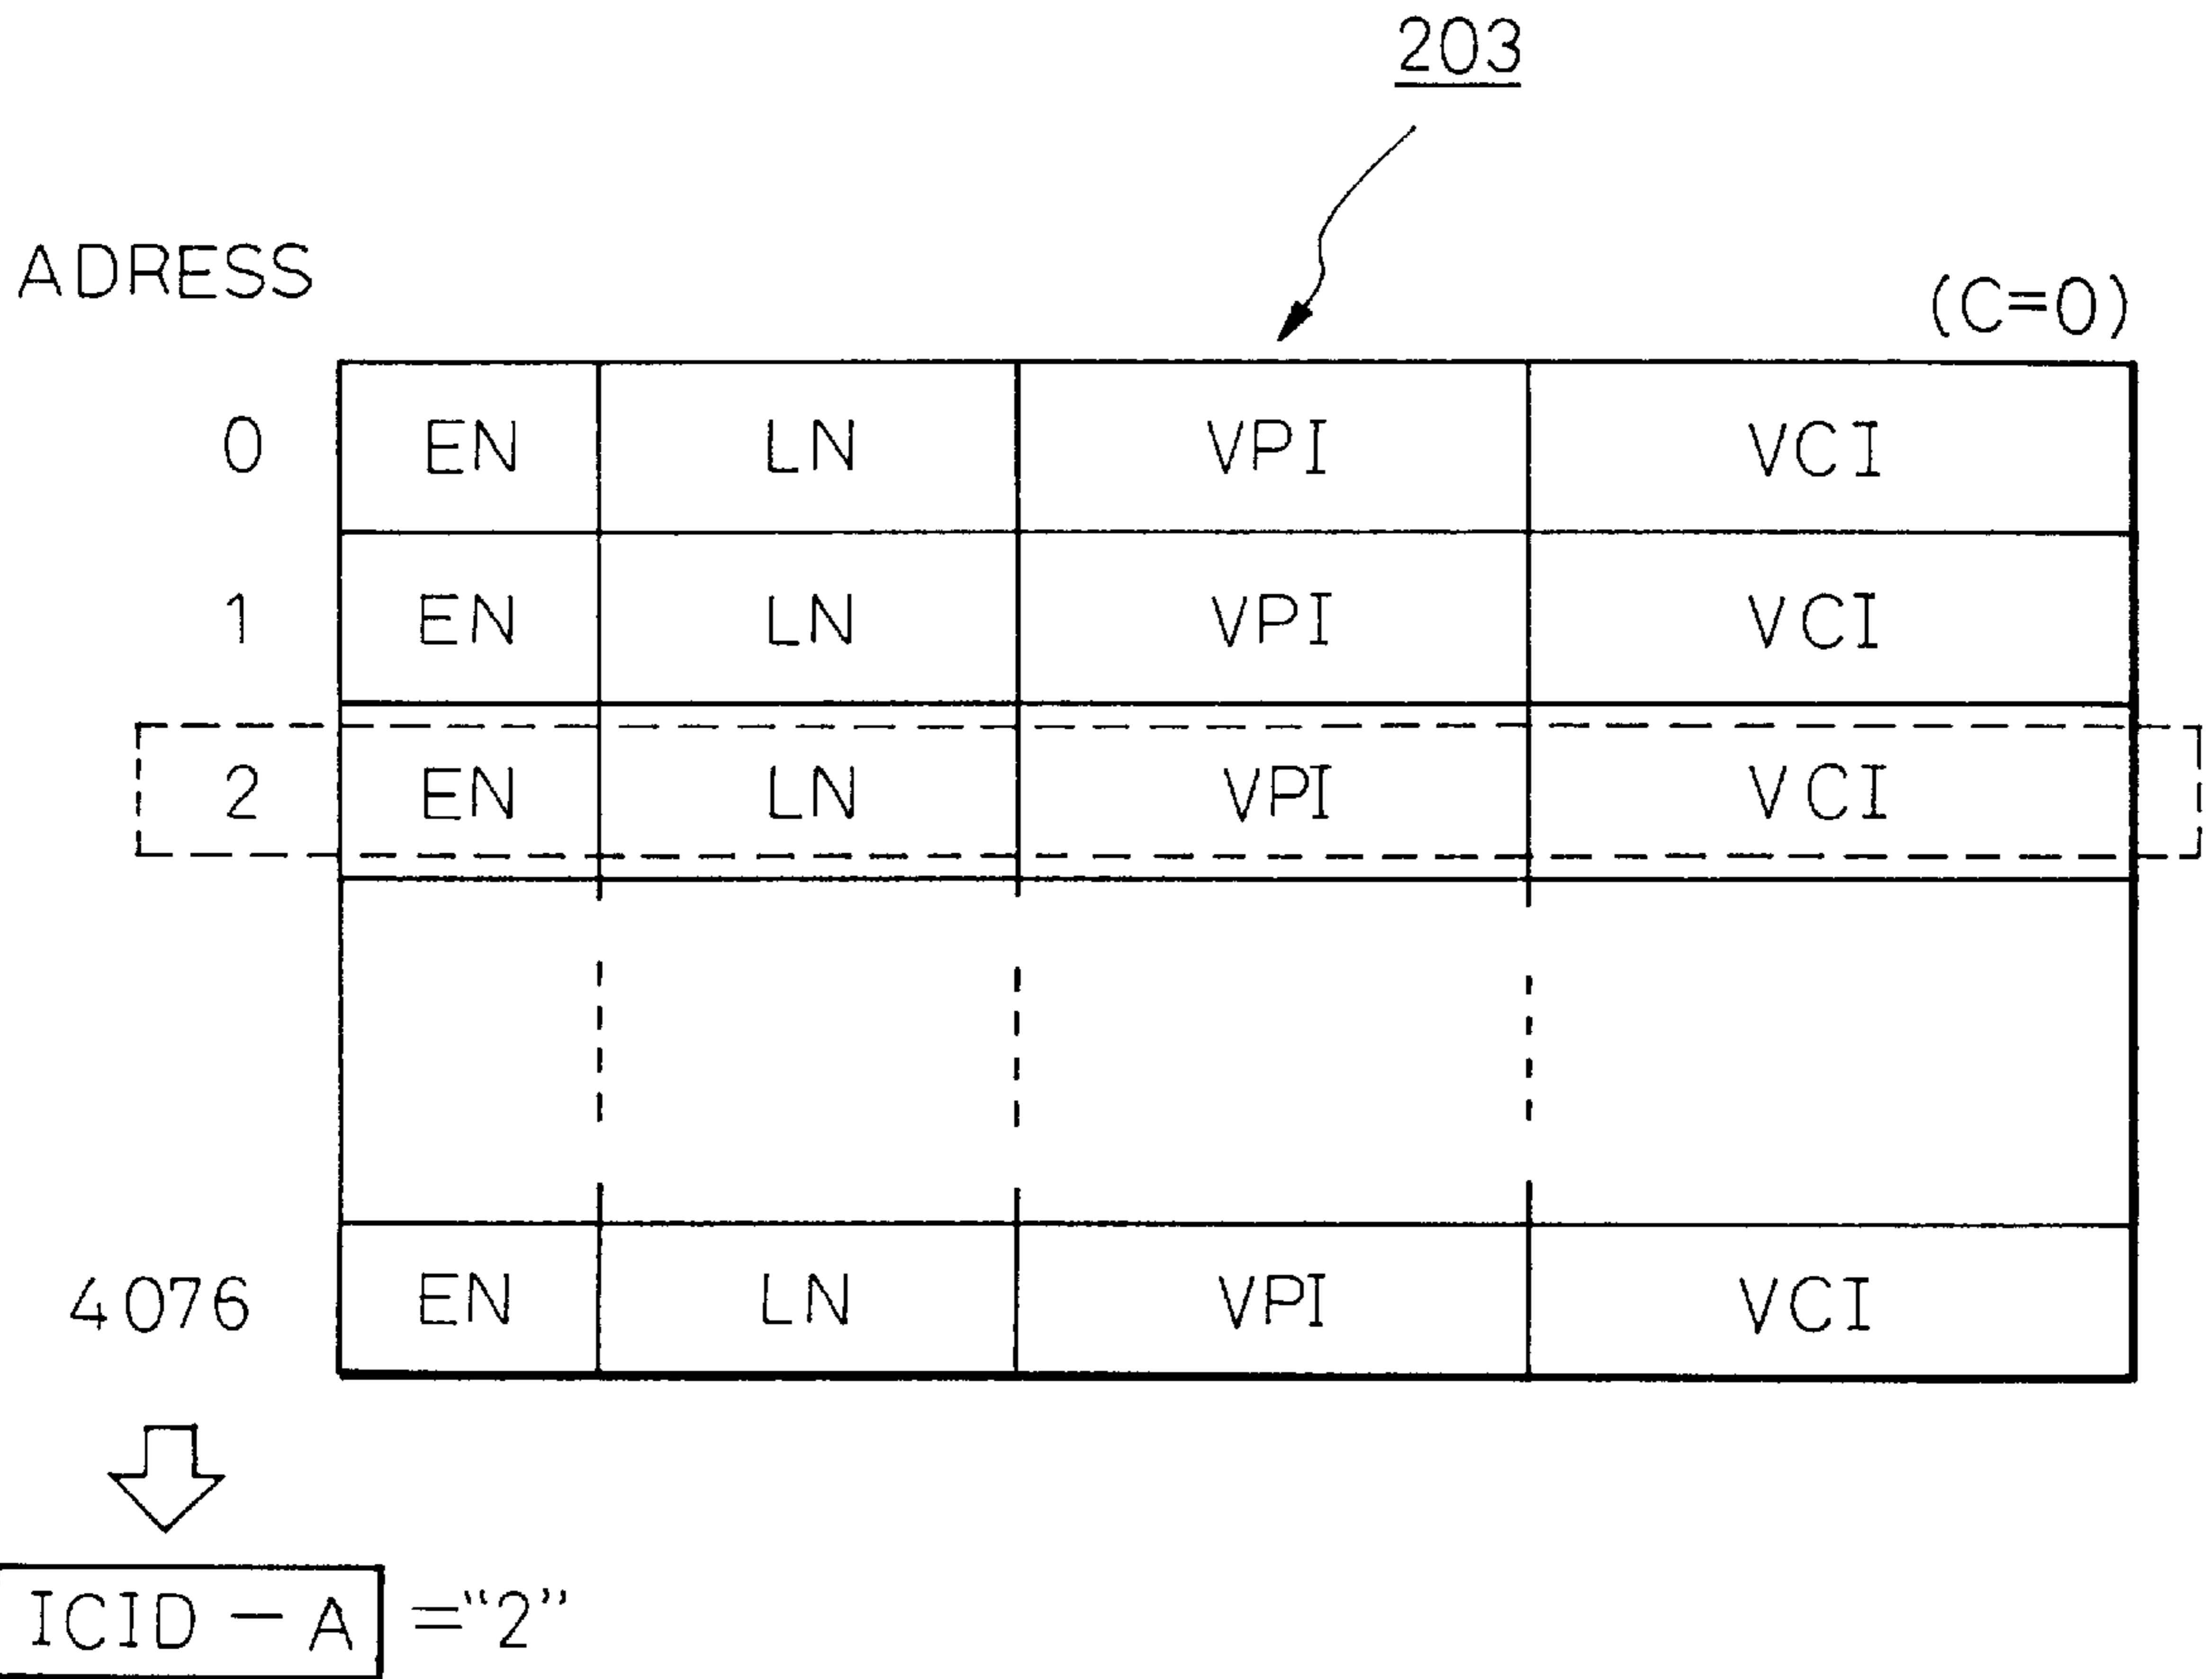 203
ADRESS
(C=0)
0 EN LN VPI VCI
1 EN LN VPI VCI
2 EN LN VPI VCI
4076 EN LN VPI VCI
ICID-A ="2"